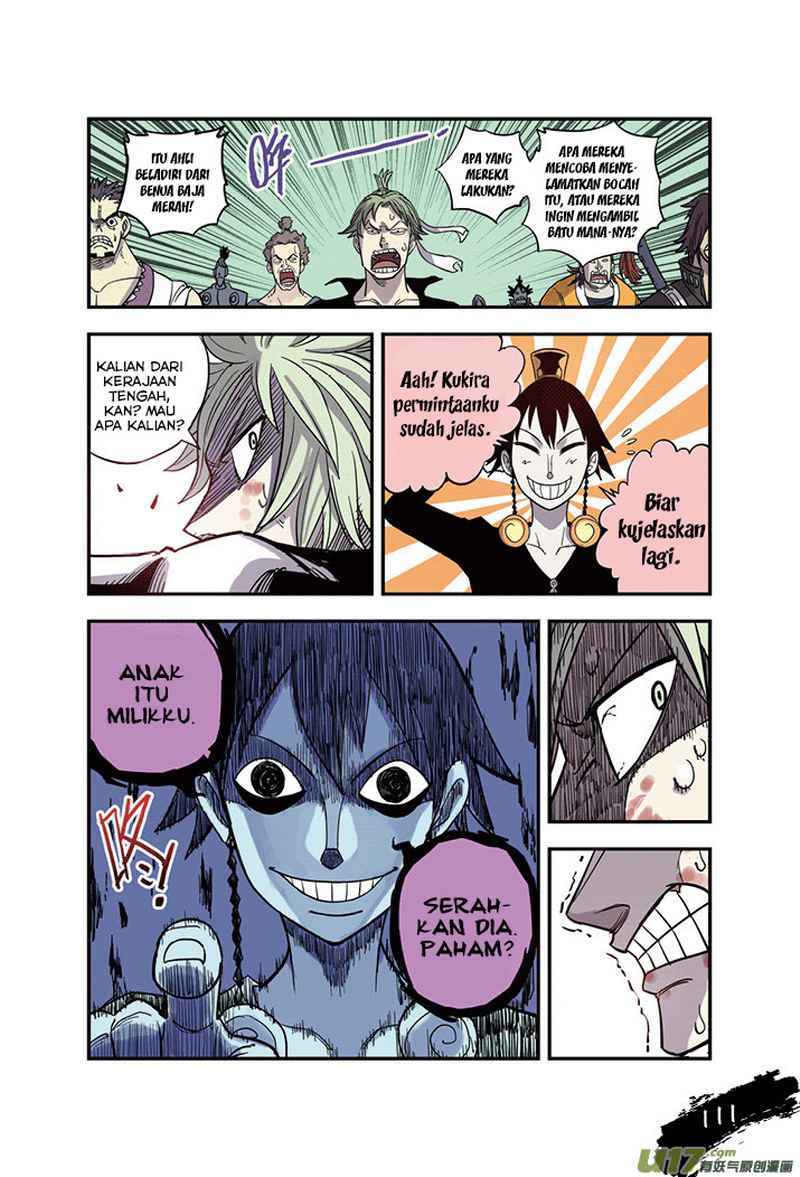 ITU AHLI
BELADIRI DARI
BENUA BAJA
MERAH!
APA YANG
MEREKA
LAKUKAN?
APA MEREKA
MENCOBA MENYE-
LAMATKAN BOCAH
ITU, ATAU MEREKA
INGIN MENGAMBIL
BATU MANA-NYA?
KALIAN DARI
KERAJAAN
TENGAH,
KAN? MAU
APA KALIAN?
Aah! Kukira
permintaanku
sudah jelas.
Biar
kujelaskan
lagi.
ANAK
ITU
MILIKKU.
SERAH-
KAN DIA.
PAHAM?
111
U17.com
有妖气原创漫画